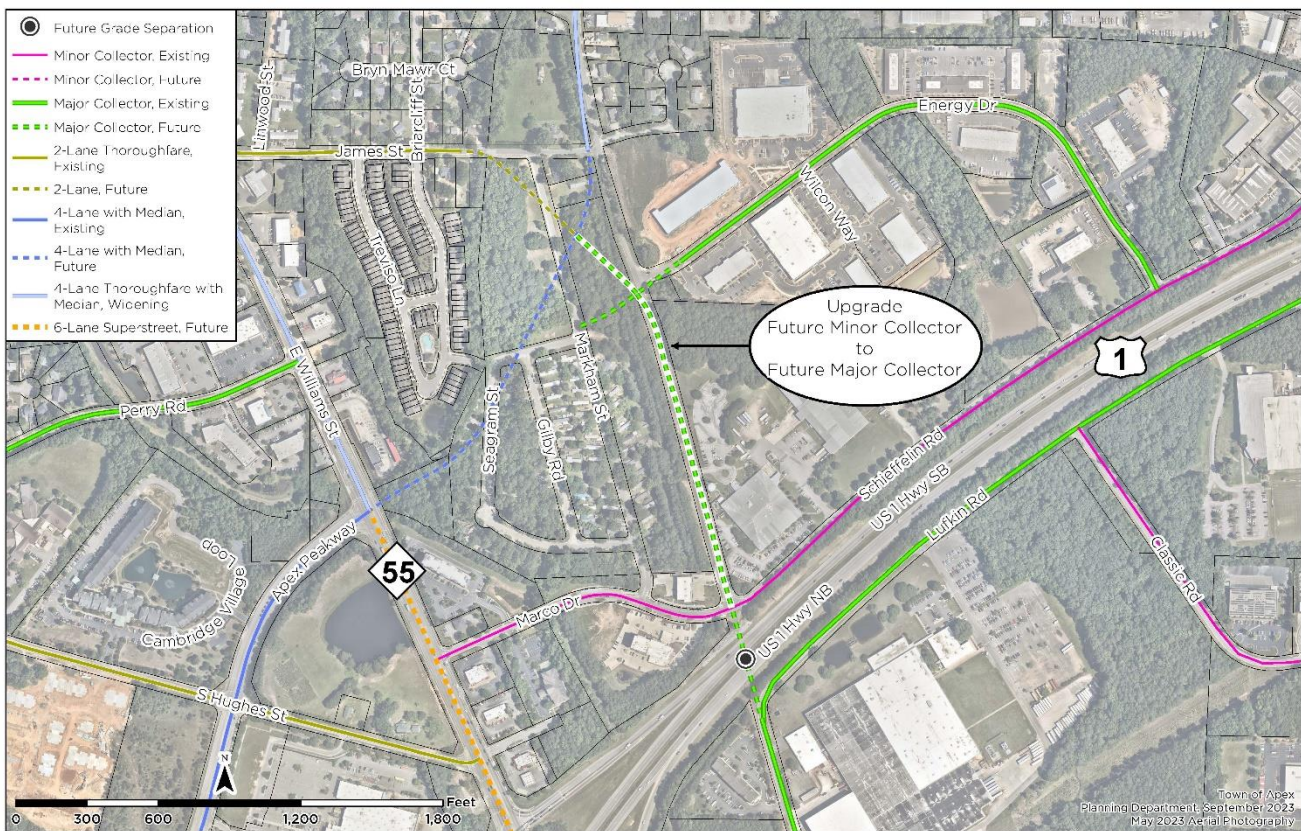 Future Grade Separation
Minor Collector, Existing
Minor Collector, Future
Major Collector, Existing
Major Collector, Future
2-Lane Thoroughfare,
Existing
2-Lane, Future
4-Lane with Median,
Existing
4-Lane with Median,
Future
4-Lane Thoroughfare with
Median, Widening
6-Lane Superstreet, Future
Linwood St
Bryn Mawr Ct
Briarcliff St
James St
Energy Dr
Wilcon Way
Treviso Ln
Upgrade
Future Minor Collector
to
Future Major Collector
1
E Williams St
Markham St
Perry Rd
Seagram St
Gilby Rd
Schieffelin Rd
US 1 Hwy SB
Lufkin Rd
Classic Rd
Cambridge Village
Loop
Apex Peakway
55
Marco Dr
US 1 Hwy NB
S Hughes St
N
Feet
0 300 600 1,200 1,800
Town of Apex
Planning Department, September 2023
May 2023 Aerial Photography